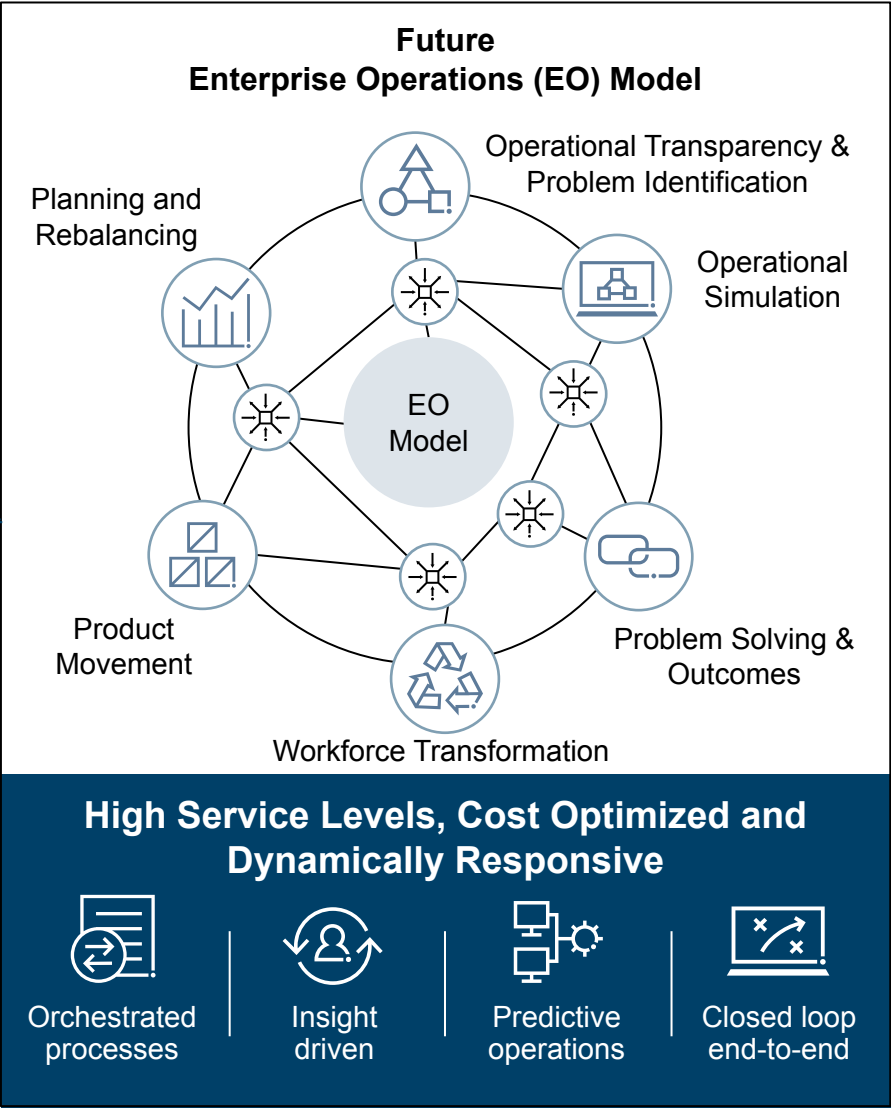 Future
Enterprise Operations (EO) Model
Operational Transparency &
Problem Identification
Planning and
Rebalancing
Operational
Simulation
EO
Model
Product
Movement
Problem Solving &
Outcomes
Workforce Transformation
High Service Levels, Cost Optimized and
Dynamically Responsive
Orchestrated
processes
Insight
driven
Predictive
operations
Closed loop
end-to-end